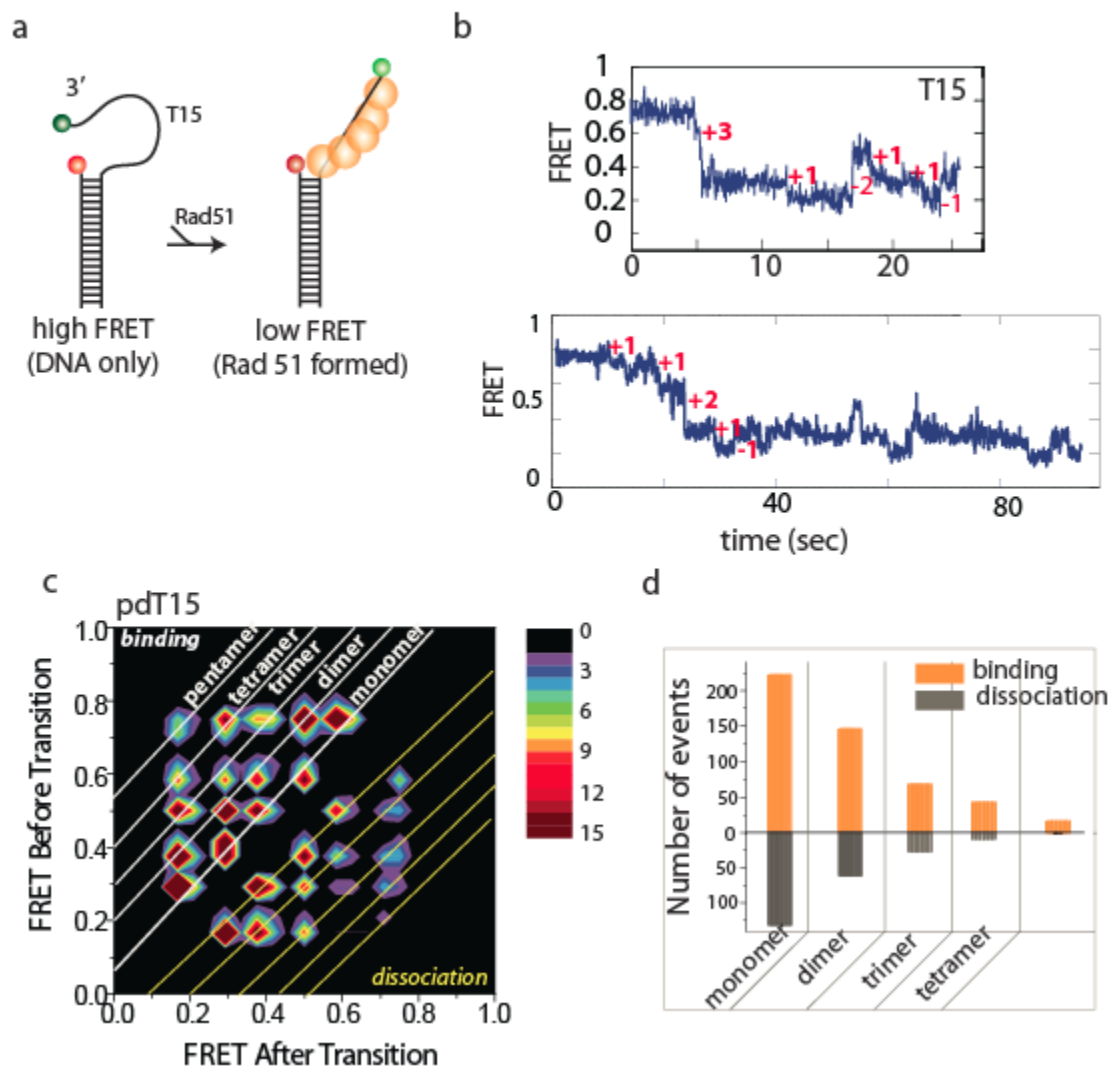 a
3′
T15
Rad51
high FRET
(DNA only)
low FRET
(Rad 51 formed)
b
T15
FRET
1
0.8
0.6
0.4
0.2
0
+3
+1
-2
+1
+1
-1
0
10
20
FRET
1
0.5
0
+1
+1
+2
+1
-1
0
40
80
time (sec)
c
pdT15
binding
pentamer
tetramer
trimer
dimer
monomer
dissociation
FRET Before Transition
1.0
0.8
0.6
0.4
0.2
0.0
0.0
0.2
0.4
0.6
0.8
1.0
FRET After Transition
0
3
6
9
12
15
d
binding
dissociation
Number of events
200
150
100
50
0
50
100
monomer
dimer
trimer
tetramer